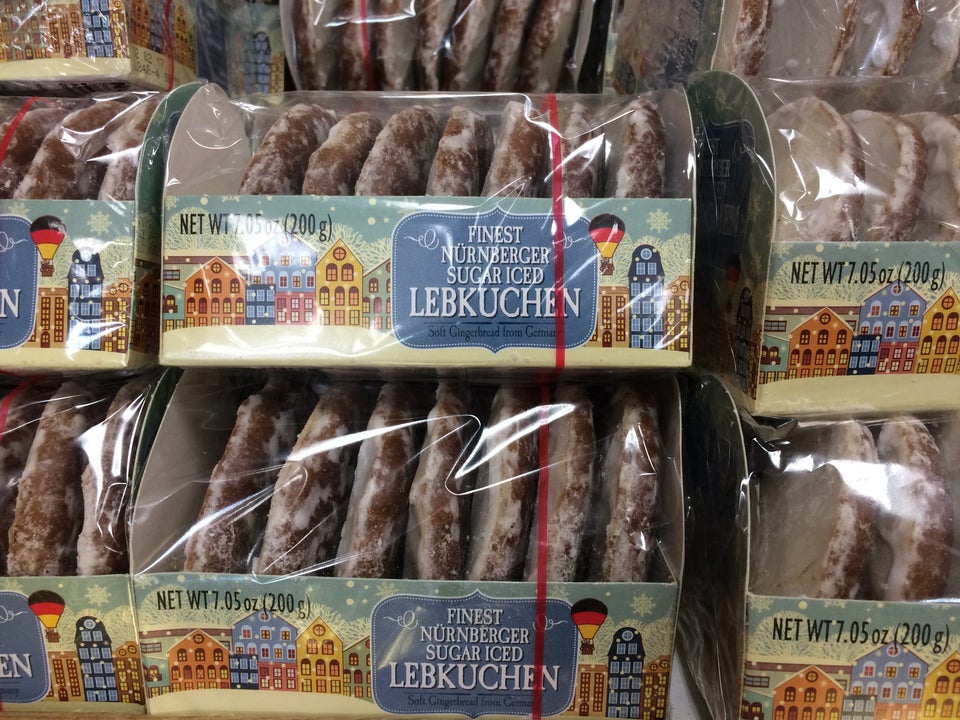 NET WT 7.05 oz (200 g)
FINEST
NÜRNBERGER
SUGAR ICED
LEBKUCHEN
Soft Gingerbread from Germany
N
NET WT 7.05 oz (200 g)
NET WT 7.05 oz (200 g)
FINEST
NÜRNBERGER
SUGAR ICED
LEBKUCHEN
Soft Gingerbread from Germany
EN
many
NET WT 7.05 oz (200 g)